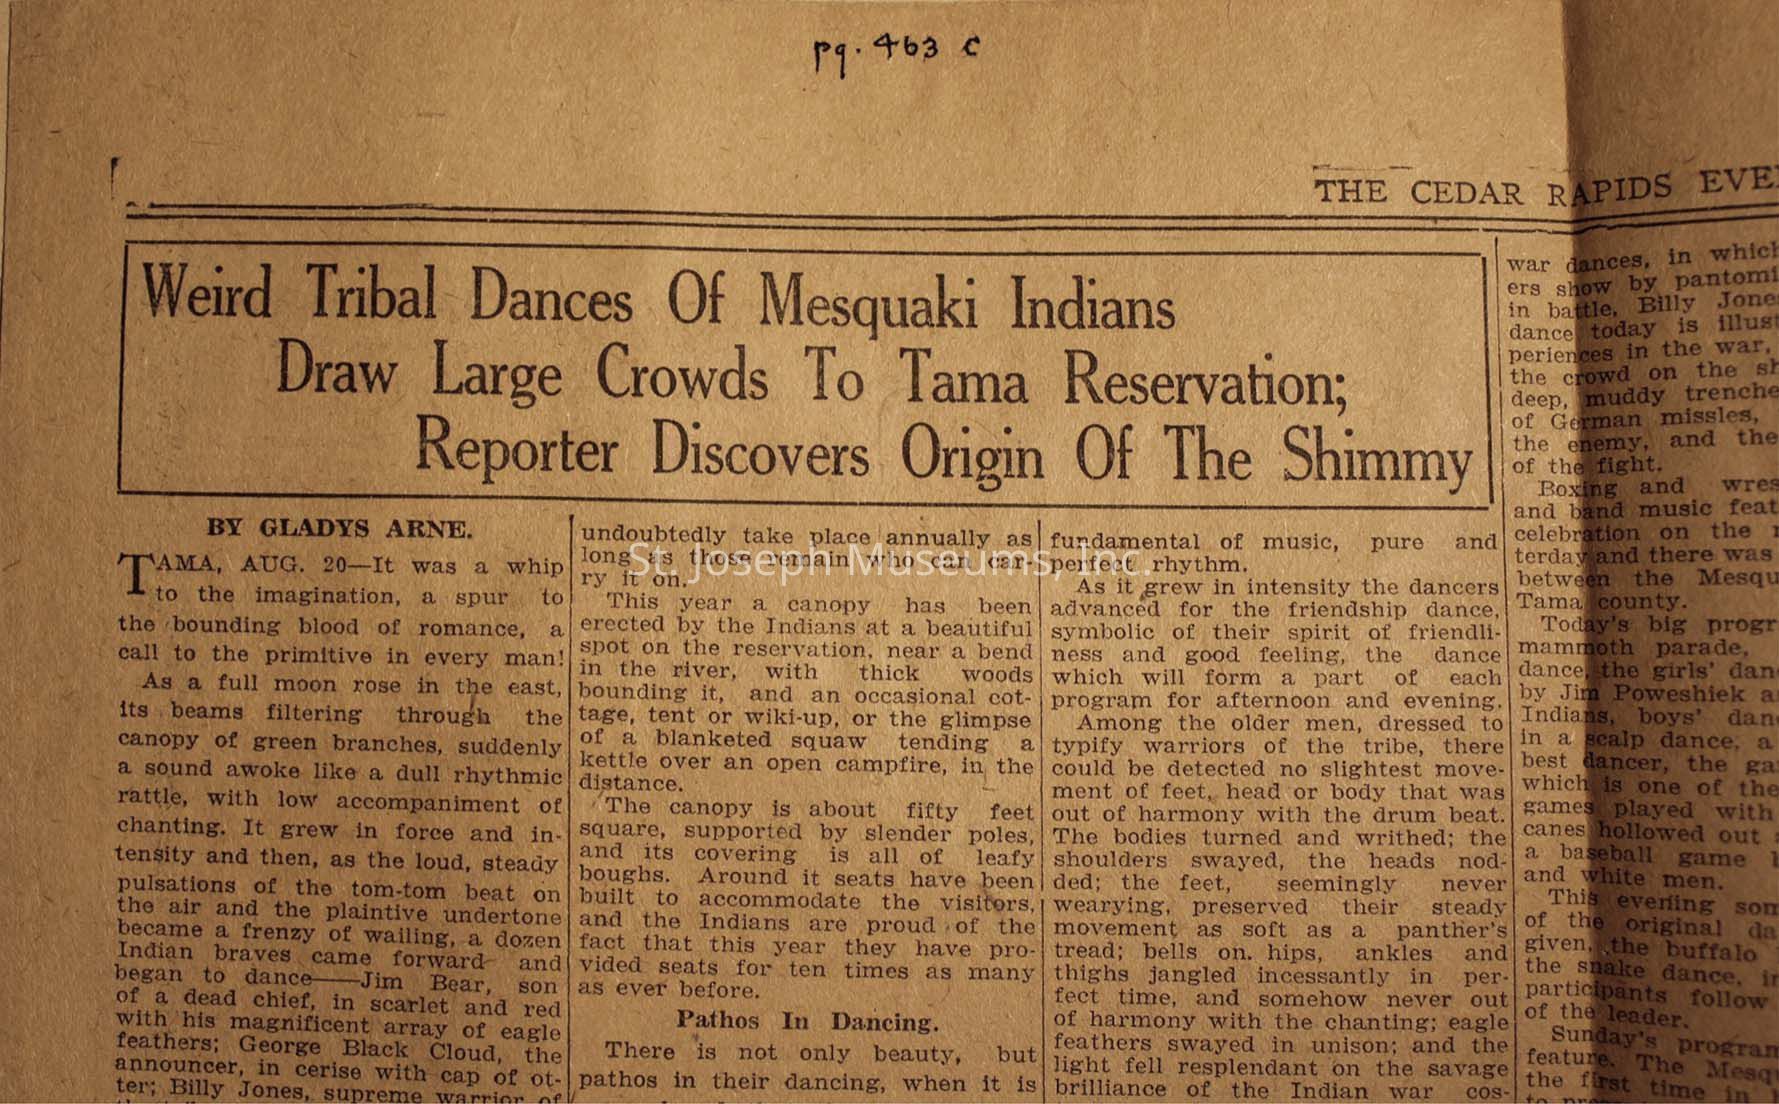 pg. 463 c
THE CEDAR RAPIDS EVE
Weird Tribal Dances Of Mesquaki Indians
Draw Large Crowds To Tama Reservation;
Reporter Discovers Origin Of The Shimmy
BY GLADYS ARNE.
TAMA, AUG. 20—It was a whip
to the imagination, a spur to
the bounding blood of romance, a
call to the primitive in every man!
As a full moon rose in the east,
its beams filtering through the
canopy of green branches, suddenly
a sound awoke like a dull rhythmic
rattle, with low accompaniment of
chanting. It grew in force and in-
tensity and then, as the loud, steady
pulsations of the tom-tom beat on
the air and the plaintive undertone
became a frenzy of wailing, a dozen
Indian braves came forward and
began to dance——Jim Bear, son
of a dead chief, in scarlet and red
with his magnificent array of eagle
feathers; George Black Cloud, the
announcer, in cerise with cap of ot-
ter; Billy Jones, supreme warrior of
undoubtedly take place annually as
long as those remain who can car-
ry it on.
This year a canopy has been
erected by the Indians at a beautiful
spot on the reservation, near a bend
in the river, with thick woods
bounding it, and an occasional cot-
tage, tent or wiki-up, or the glimpse
of a blanketed squaw tending a
kettle over an open campfire, in the
distance.
The canopy is about fifty feet
square, supported by slender poles,
and its covering is all of leafy
boughs. Around it seats have been
built to accommodate the visitors,
and the Indians are proud of the
fact that this year they have pro-
vided seats for ten times as many
as ever before.
Pathos In Dancing.
There is not only beauty, but
pathos in their dancing, when it is
fundamental of music, pure and
perfect rhythm.
As it grew in intensity the dancers
advanced for the friendship dance,
symbolic of their spirit of friendli-
ness and good feeling, the dance
which will form a part of each
program for afternoon and evening.
Among the older men, dressed to
typify warriors of the tribe, there
could be detected no slightest move-
ment of feet, head or body that was
out of harmony with the drum beat.
The bodies turned and writhed; the
shoulders swayed, the heads nod-
ded; the feet, seemingly never
wearying, preserved their steady
movement as soft as a panther's
tread; bells on hips, ankles and
thighs jangled incessantly in per-
fect time, and somehow never out
of harmony with the chanting; eagle
feathers swayed in unison; and the
light fell resplendant on the savage
brilliance of the Indian war cos-
war dances, in which
ers show by pantomi
in battle, Billy Jone
dance today is illust
periences in the war,
the crowd on the sh
deep, muddy trenche
of German missles,
the enemy, and the
of the fight.
Boxing and wres
and band music feat
celebration on the
terday and there was
between the Mesqu
Tama county.
Today's big progr
mammoth parade,
dance, the girls' dan
by Jim Poweshiek a
Indians, boys' dan
in a scalp dance, a
best dancer, the ga
which is one of the
games played with
canes hollowed out
a baseball game
and white men.
This evening som
of the original da
given, the buffalo
the snake dance, in
participants follow
of the leader.
Sunday's program
feature. The Mesqu
the first time in
St. Joseph Museums, Inc.